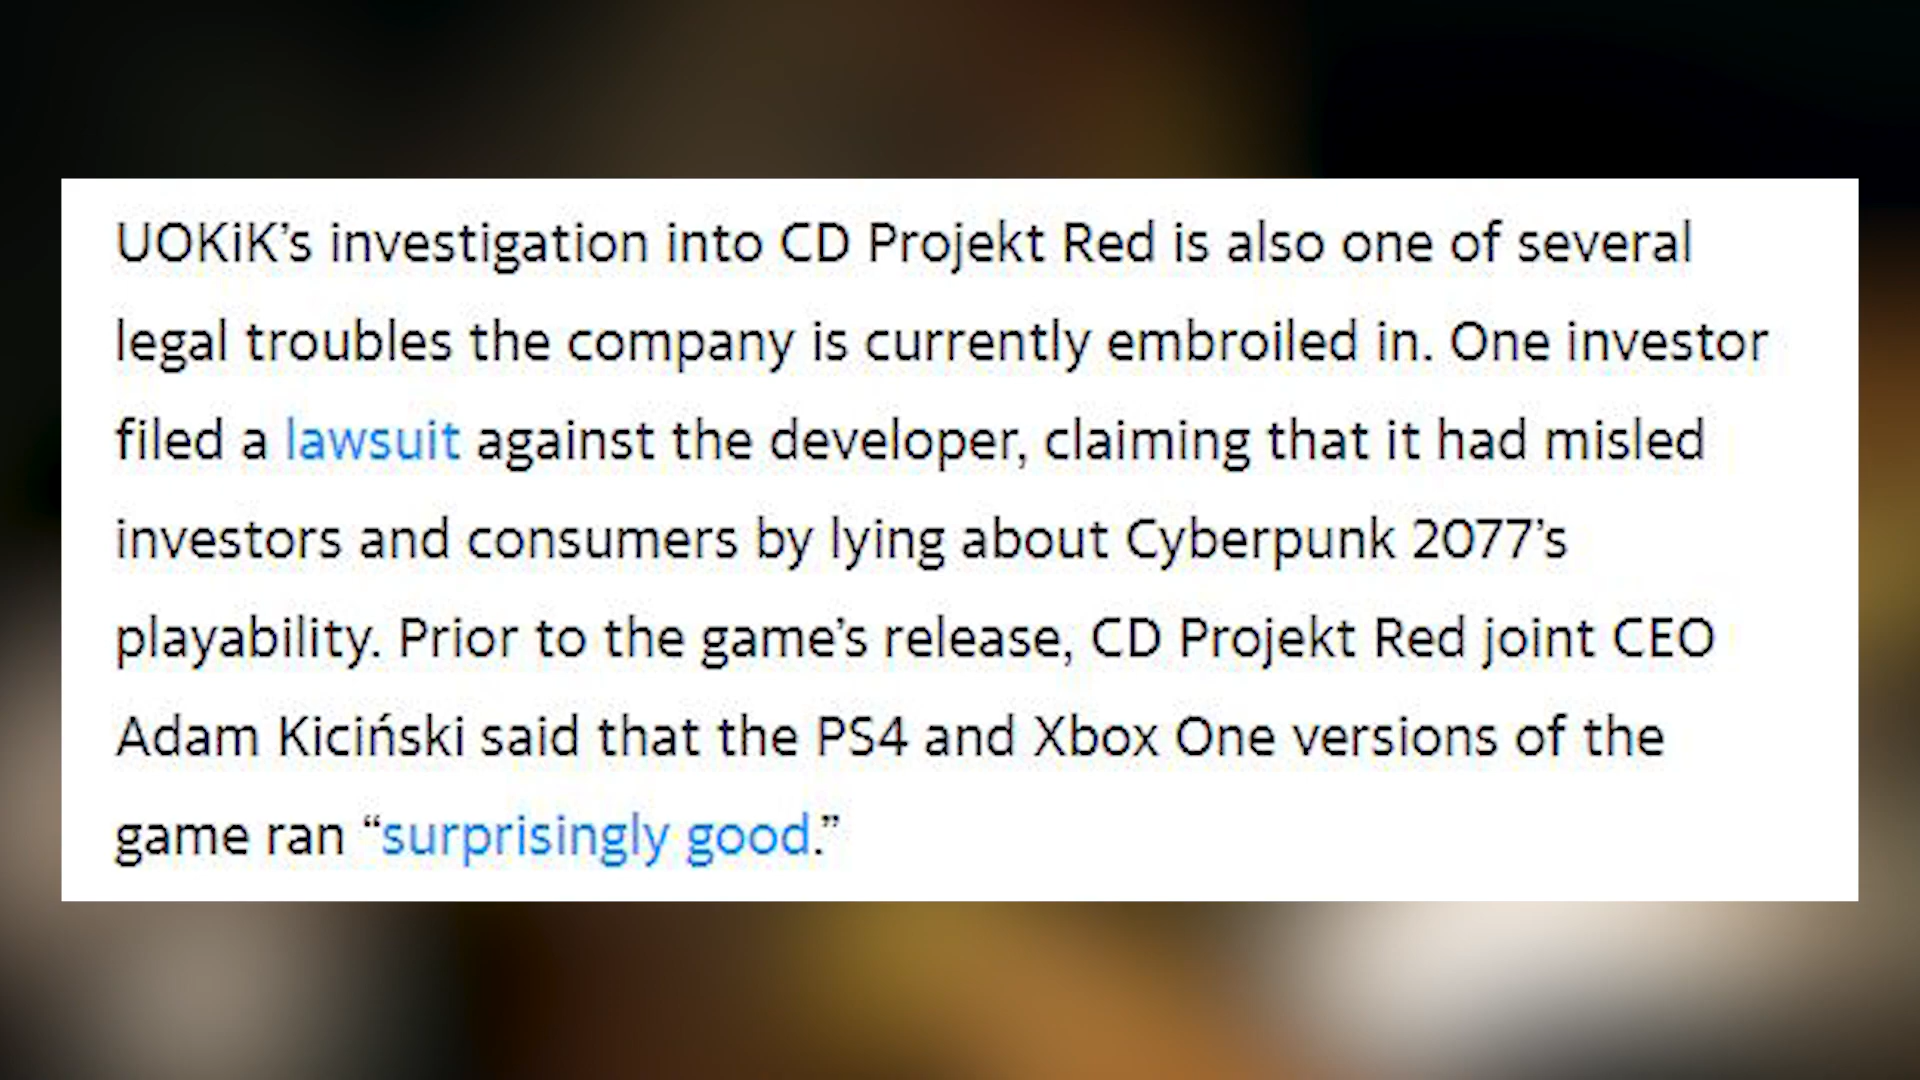 UOKiK’s investigation into CD Projekt Red is also one of several
legal troubles the company is currently embroiled in. One investor
filed a lawsuit against the developer, claiming that it had misled
investors and consumers by lying about Cyberpunk 2077’s
playability. Prior to the game’s release, CD Projekt Red joint CEO
Adam Kiciński said that the PS4 and Xbox One versions of the
game ran “surprisingly good.”